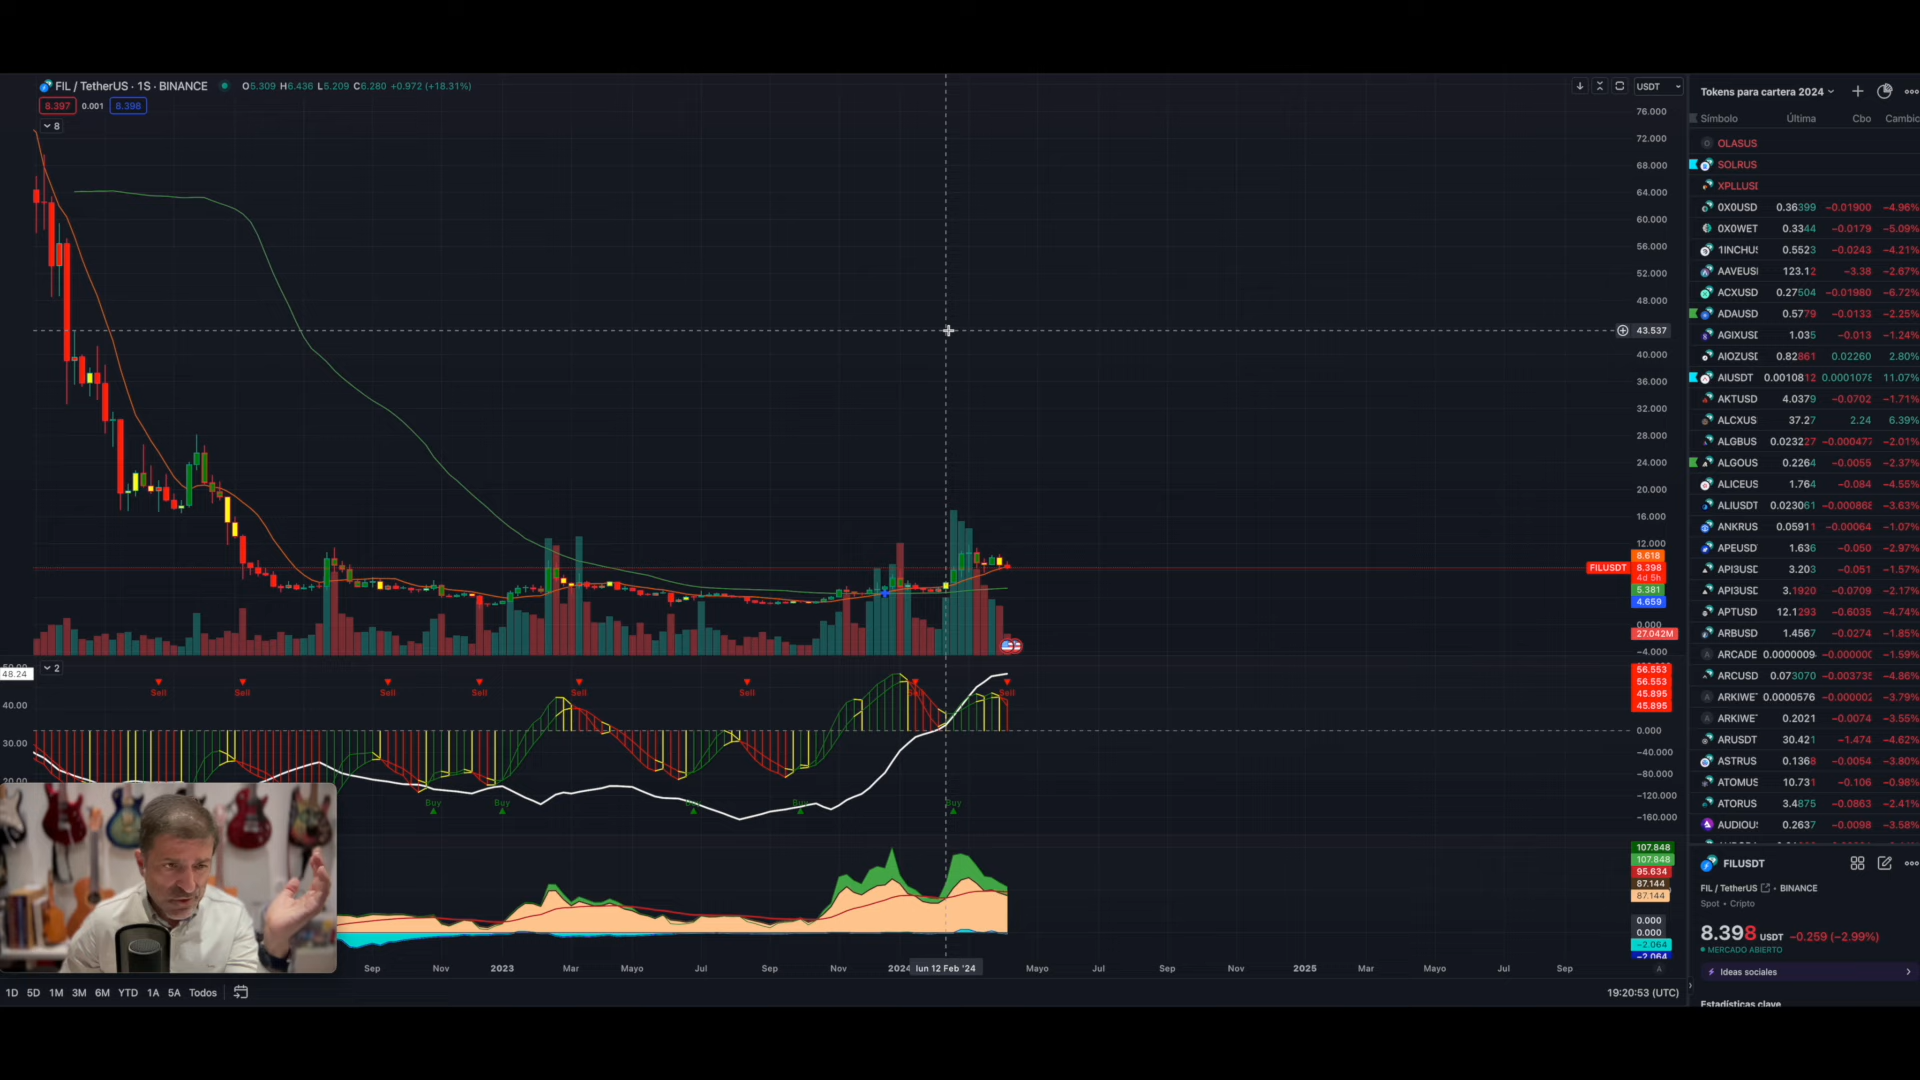 FIL / TetherUS · 1S · BINANCE O5.309 H6.436 L5.209 C6.280 +0.972 (+18.31%)
8.397 0.001 8.398
8
USDT
76.000
72.000
68.000
64.000
60.000
56.000
52.000
48.000
43.537
40.000
36.000
32.000
28.000
24.000
20.000
16.000
12.000
8.618
FILUSDT 8.398
4d 5h
5.381
4.659
0.000
27.042M
−4.000
2
48.24
40.00
30.00
Sell Sell Sell Sell Sell Sell Sell Sell
Buy Buy Buy Buy
56.553
56.553
45.895
45.895
0.000
−40.000
−80.000
−120.000
−160.000
107.848
107.848
95.634
87.144
87.144
0.000
0.000
−2.064
−2.064
Sep Nov 2023 Mar Mayo Jul Sep Nov 2024 lun 12 Feb '24 Mayo Jul Sep Nov 2025 Mar Mayo Jul Sep
A
1D 5D 1M 3M 6M YTD 1A 5A Todos
19:20:53 (UTC)
Tokens para cartera 2024
Símbolo Última Cbo Cambio
OLASUS
SOLRUS
XPLLUSI
0X0USD 0.36399 −0.01900 −4.96%
0X0WET 0.3344 −0.0179 −5.09%
1INCHUS 0.5523 −0.0243 −4.21%
AAVEUSI 123.12 −3.38 −2.67%
ACXUSD 0.27504 −0.01980 −6.72%
ADAUSD 0.5779 −0.0133 −2.25%
AGIXUSI 1.035 −0.013 −1.24%
AIOZUSI 0.82861 0.02260 2.80%
AIUSDT 0.0010812 0.0001078 11.07%
AKTUSD 4.0379 −0.0702 −1.71%
ALCXUS 37.27 2.24 6.39%
ALGBUS 0.023227 −0.000477 −2.01%
ALGOUS 0.2264 −0.0055 −2.37%
ALICEUS 1.764 −0.084 −4.55%
ALIUSDT 0.023061 −0.000868 −3.63%
ANKRUS 0.05911 −0.00064 −1.07%
APEUSD 1.636 −0.050 −2.97%
API3USD 3.203 −0.051 −1.57%
API3USD 3.1920 −0.0709 −2.17%
APTUSD 12.1293 −0.6035 −4.74%
ARBUSD 1.4567 −0.0274 −1.85%
ARCADE 0.0000009 −0.000000 −1.59%
ARCUSD 0.073070 −0.003735 −4.86%
ARKIWE 0.0000576 −0.000002 −3.79%
ARKIWE 0.2021 −0.0074 −3.55%
ARUSDT 30.421 −1.474 −4.62%
ASTRUS 0.1368 −0.0054 −3.80%
ATOMUS 10.731 −0.106 −0.98%
ATORUS 3.4875 −0.0863 −2.41%
AUDIOUS 0.2637 −0.0098 −3.58%
FILUSDT
FIL / TetherUS · BINANCE
Spot • Cripto
8.398 USDT −0.259 (−2.99%)
MERCADO ABIERTO
Ideas sociales
Estadísticas clave